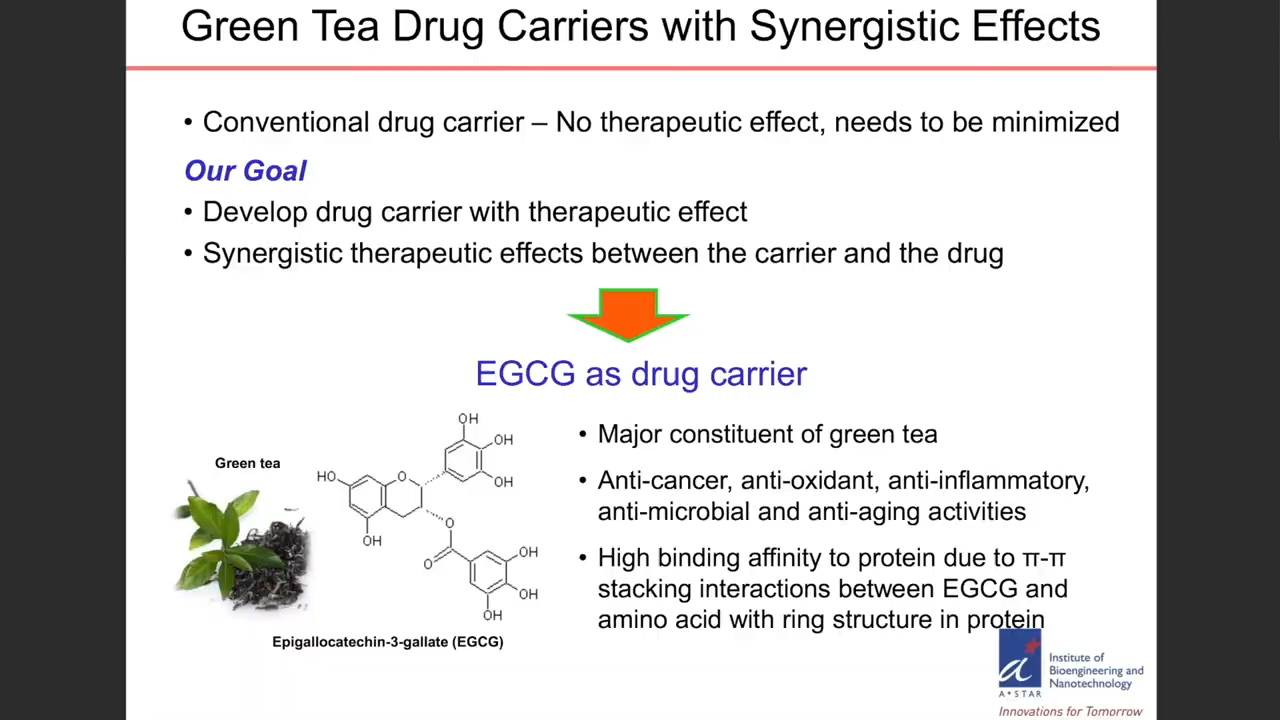 Green Tea Drug Carriers with Synergistic Effects
• Conventional drug carrier – No therapeutic effect, needs to be minimized
Our Goal
• Develop drug carrier with therapeutic effect
• Synergistic therapeutic effects between the carrier and the drug
EGCG as drug carrier
Green tea
OH
OH
OH
HO
O
OH
O
O
OH
OH
OH
Epigallocatechin-3-gallate (EGCG)
• Major constituent of green tea
• Anti-cancer, anti-oxidant, anti-inflammatory,
anti-microbial and anti-aging activities
• High binding affinity to protein due to π-π
stacking interactions between EGCG and
amino acid with ring structure in protein
a
A*STAR
Institute of
Bioengineering and
Nanotechnology
Innovations for Tomorrow